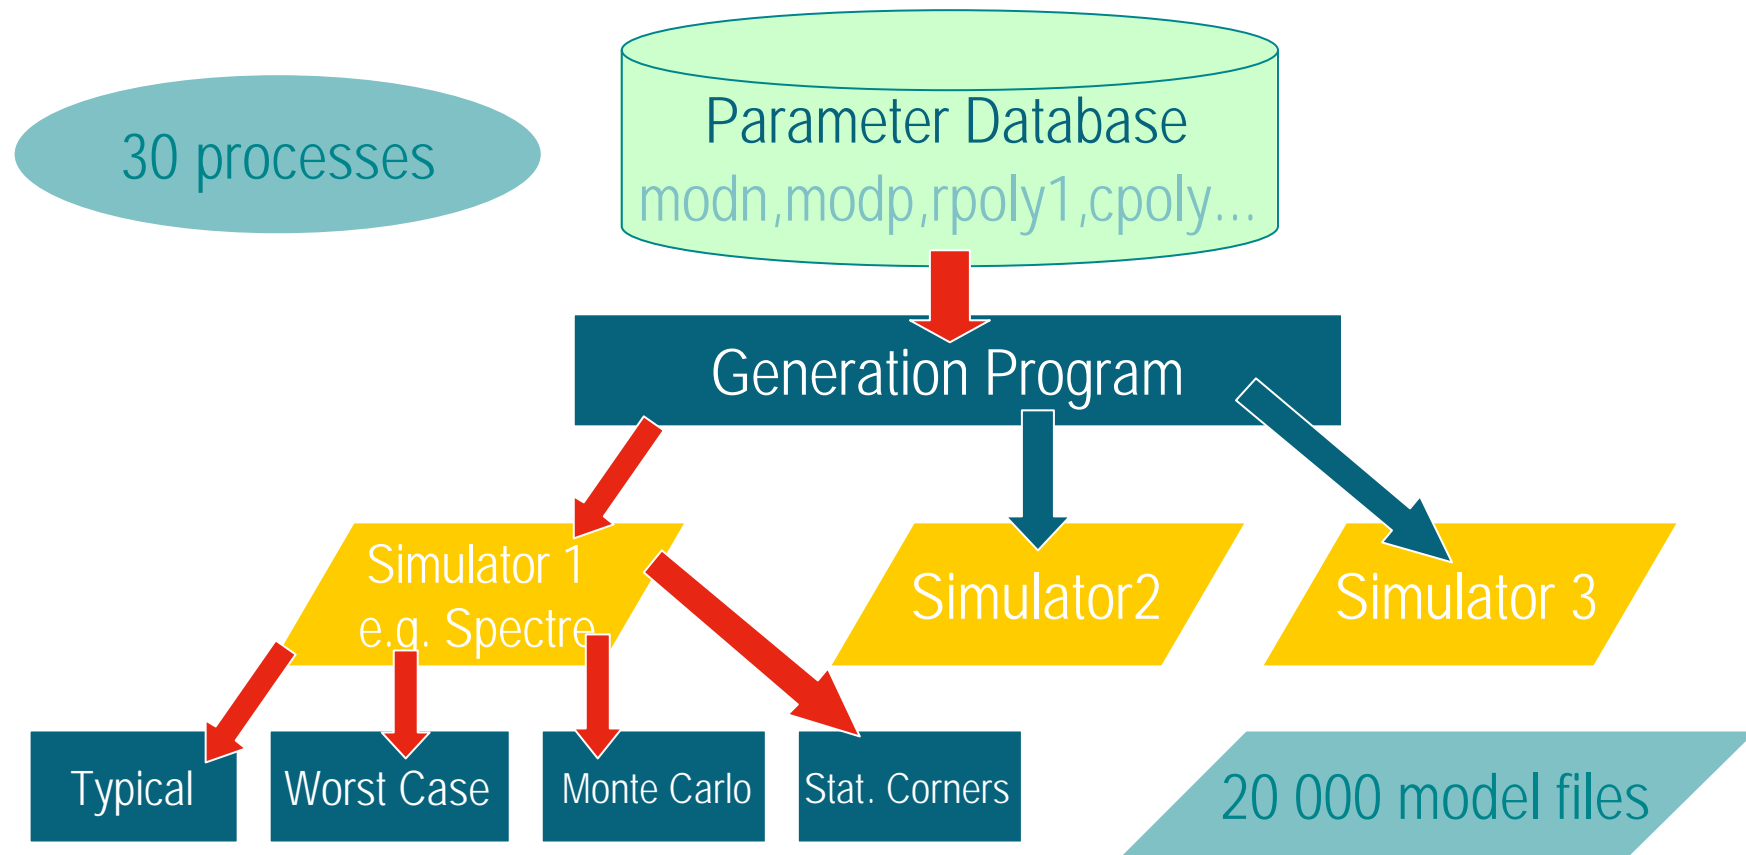 30 processes
Parameter Database
modn,modp,rpoly1,cpoly...
Generation Program
Simulator 1
e.g. Spectre
Simulator2
Simulator 3
Typical
Worst Case
Monte Carlo
Stat. Corners
20 000 model files